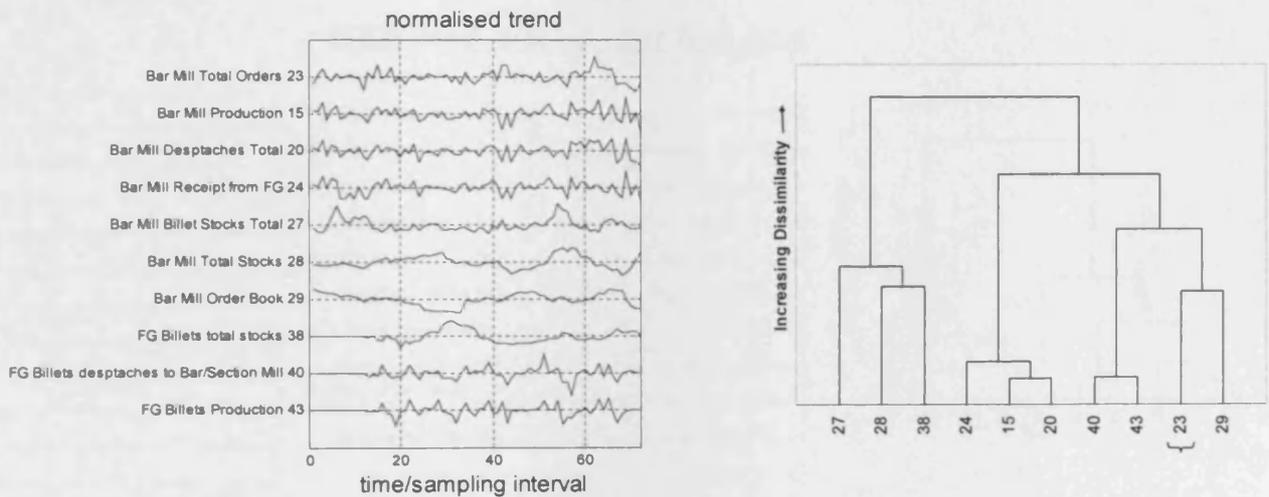 normalised trend
Bar Mill Total Orders 23
Bar Mill Production 15
Bar Mill Desptaches Total 20
Bar Mill Receipt from FG 24
Bar Mill Billet Stocks Total 27
Bar Mill Total Stocks 28
Bar Mill Order Book 29
FG Billets total stocks 38
FG Billets desptaches to Bar/Section Mill 40
FG Billets Production 43
0 20 40 60
time/sampling interval
Increasing Dissimilarity
27 28 38 24 15 20 40 43 23 29